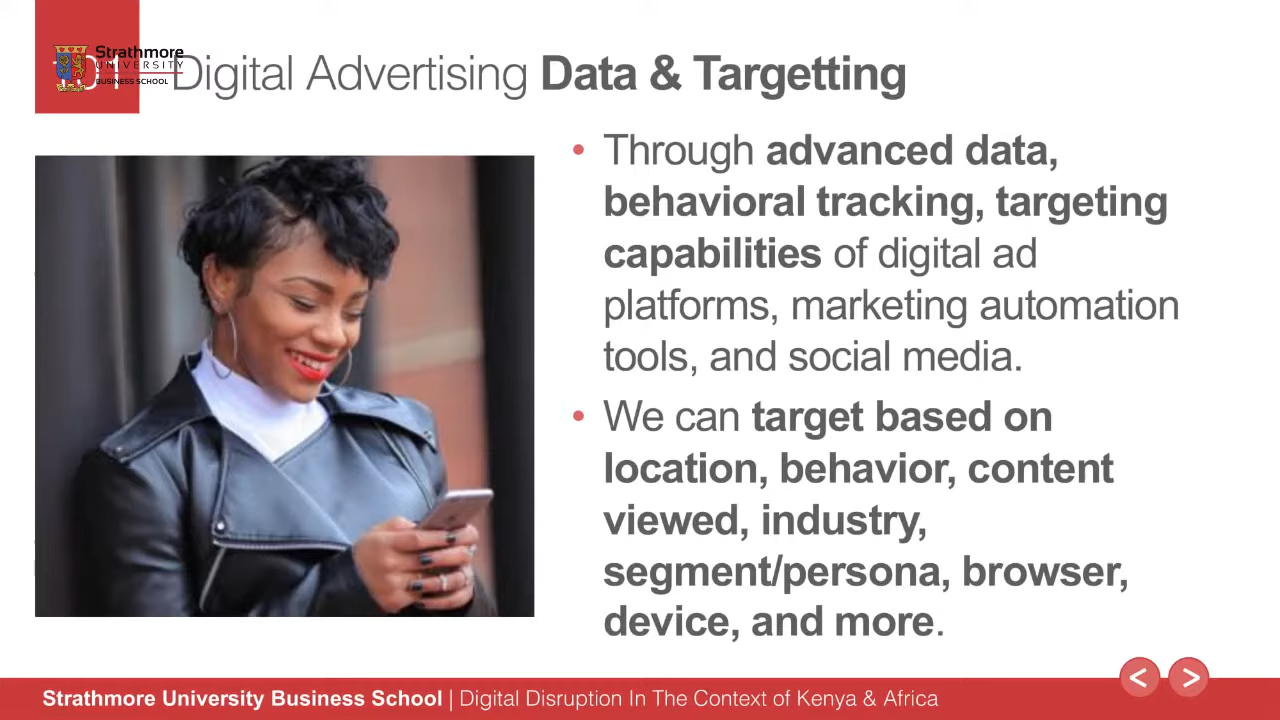 Strathmore
UNIVERSITY
BUSINESS SCHOOL
101
Digital Advertising Data & Targetting
• Through advanced data,
behavioral tracking, targeting
capabilities of digital ad
platforms, marketing automation
tools, and social media.
• We can target based on
location, behavior, content
viewed, industry,
segment/persona, browser,
device, and more.
< >
Strathmore University Business School | Digital Disruption In The Context of Kenya & Africa